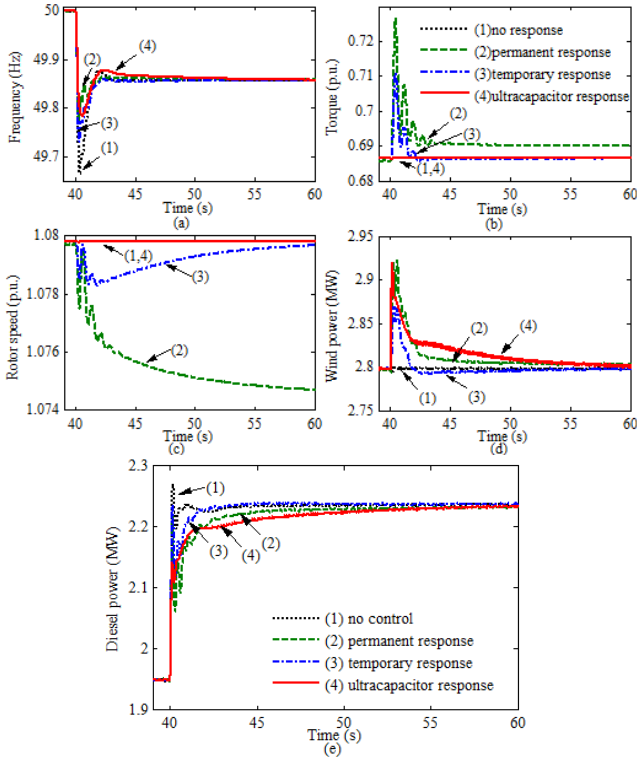 50
49.9
49.8
49.7
Frequency (Hz)
(2)
(4)
(3)
(1)
40 45 50 55 60
Time (s)
(a)
0.73
0.72
0.71
0.7
0.69
0.68
Torque (p.u.)
(1)no response
(2)permanent response
(3)temporary response
(4)ultracapacitor response
(2)
(3)
(1,4)
40 45 50 55 60
Time (s)
(b)
1.08
1.078
1.076
1.074
Rotor speed (p.u.)
(1,4)
(3)
(2)
40 45 50 55 60
Time (s)
(c)
2.95
2.9
2.85
2.8
2.75
Wind power (MW)
(2)
(4)
(1)
(3)
40 45 50 55 60
Time (s)
(d)
2.3
2.2
2.1
2
1.9
Diesel power (MW)
(1)
(3)
(4)
(2)
(1) no control
(2) permanent response
(3) temporary response
(4) ultracapacitor response
40 45 50 55 60
Time (s)
(e)